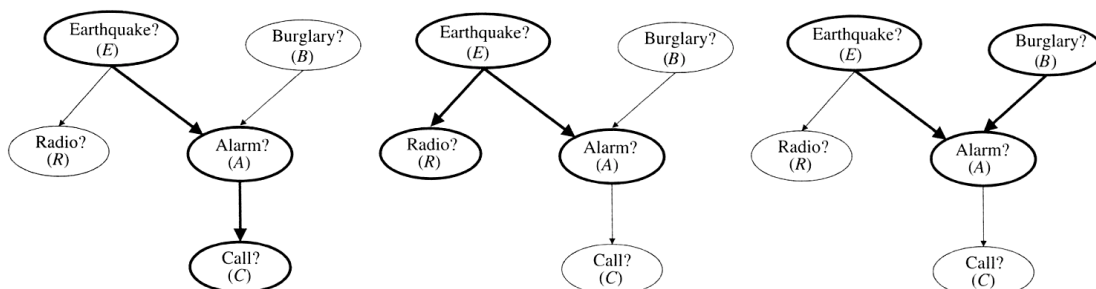 Earthquake?
(E)
Burglary?
(B)
Radio?
(R)
Alarm?
(A)
Call?
(C)
Earthquake?
(E)
Burglary?
(B)
Radio?
(R)
Alarm?
(A)
Call?
(C)
Earthquake?
(E)
Burglary?
(B)
Radio?
(R)
Alarm?
(A)
Call?
(C)